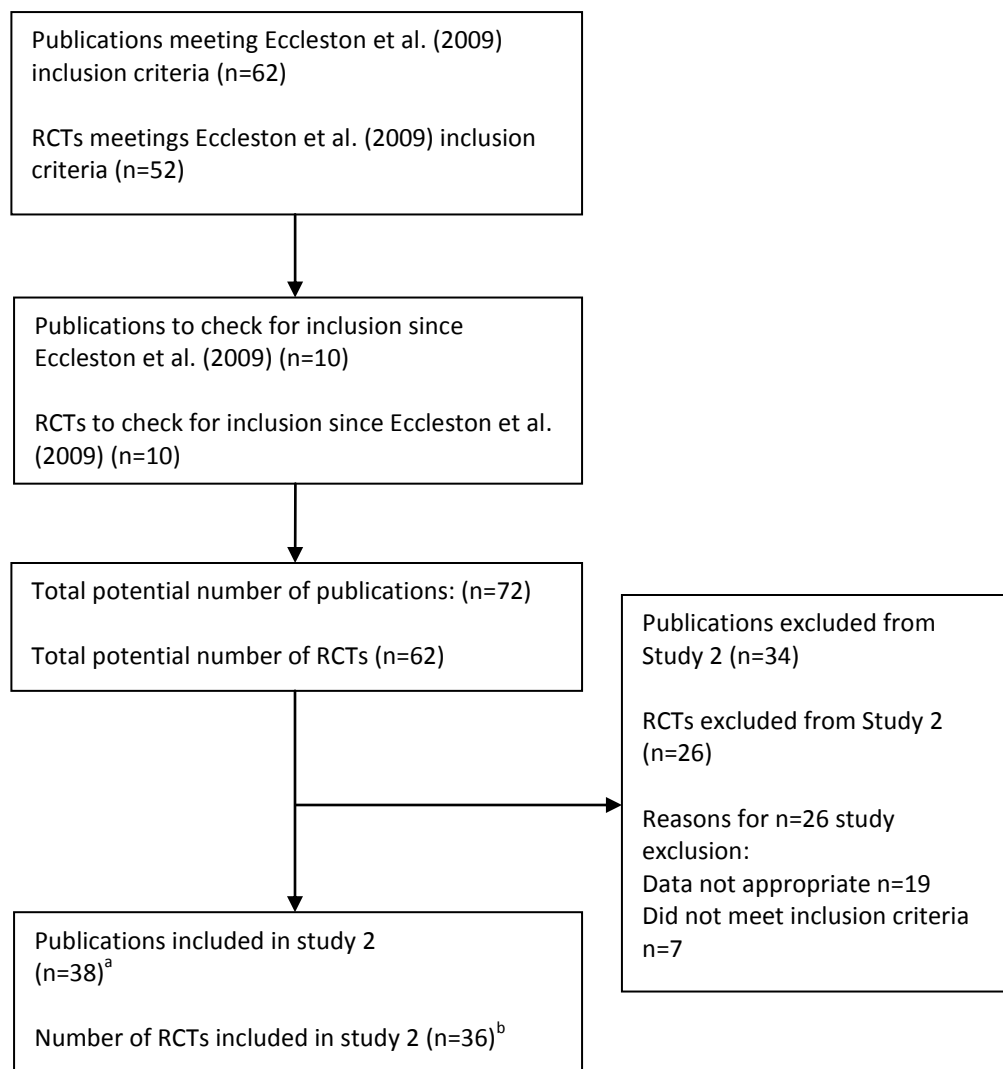 Publications meeting Eccleston et al. (2009)
inclusion criteria (n=62)
RCTs meetings Eccleston et al. (2009) inclusion
criteria (n=52)
Publications to check for inclusion since
Eccleston et al. (2009) (n=10)
RCTs to check for inclusion since Eccleston et al.
(2009) (n=10)
Total potential number of publications: (n=72)
Total potential number of RCTs (n=62)
Publications excluded from
Study 2 (n=34)
RCTs excluded from Study 2
(n=26)
Reasons for n=26 study
exclusion:
Data not appropriate n=19
Did not meet inclusion criteria
n=7
Publications included in study 2
(n=38)a
Number of RCTs included in study 2 (n=36)b